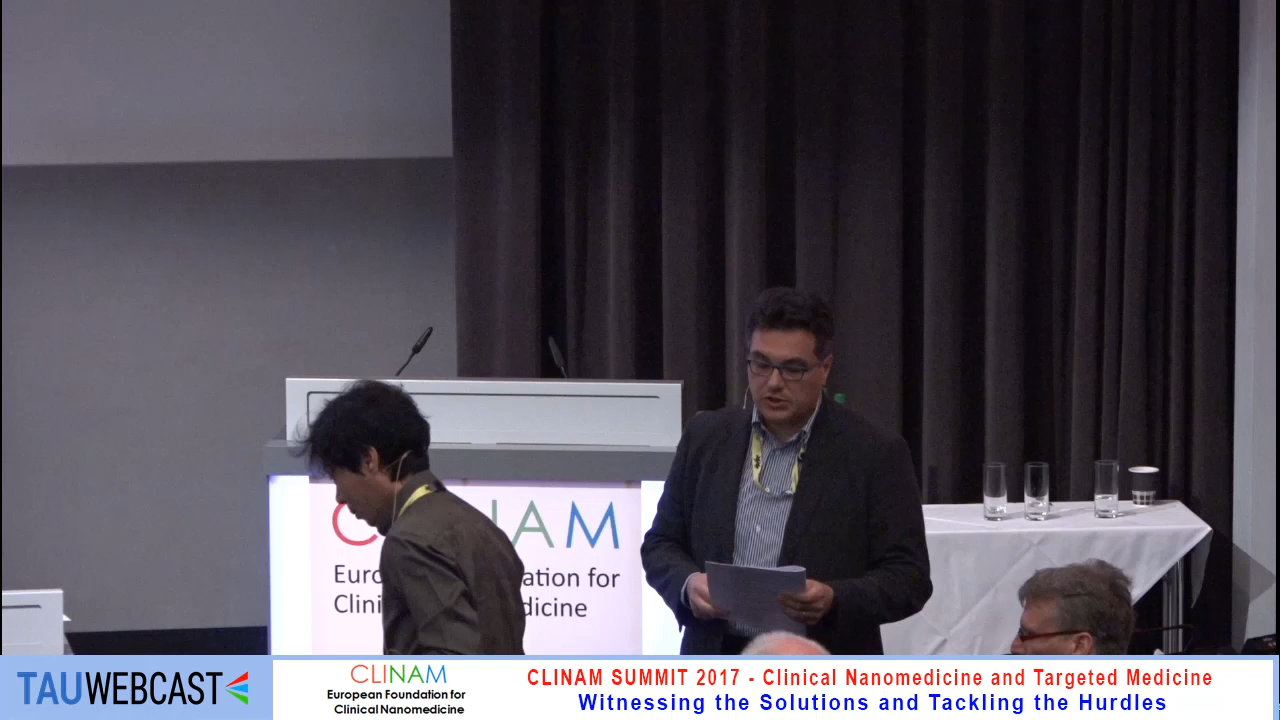 CLINAM
Euro ation for
Clini dicine
TAUWEBCAST
CLINAM
European Foundation for
Clinical Nanomedicine
CLINAM SUMMIT 2017 - Clinical Nanomedicine and Targeted Medicine
Witnessing the Solutions and Tackling the Hurdles